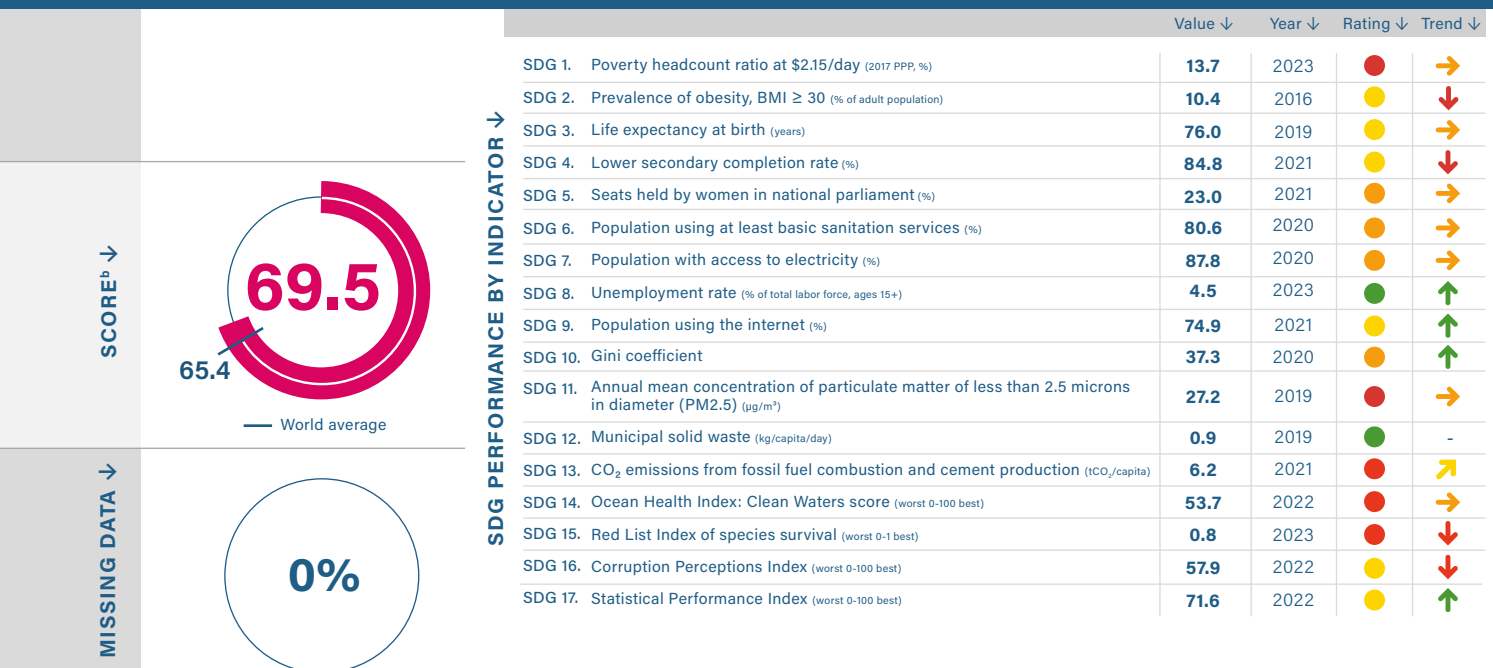 Value ↓ Year ↓ Rating ↓ Trend ↓
SCOREᵇ →
69.5
65.4
World average
MISSING DATA →
0%
SDG PERFORMANCE BY INDICATOR →
SDG 1. Poverty headcount ratio at $2.15/day (2017 PPP, %) 13.7 2023 →
SDG 2. Prevalence of obesity, BMI ≥ 30 (% of adult population) 10.4 2016 ↓
SDG 3. Life expectancy at birth (years) 76.0 2019 →
SDG 4. Lower secondary completion rate (%) 84.8 2021 ↓
SDG 5. Seats held by women in national parliament (%) 23.0 2021 →
SDG 6. Population using at least basic sanitation services (%) 80.6 2020 →
SDG 7. Population with access to electricity (%) 87.8 2020 →
SDG 8. Unemployment rate (% of total labor force, ages 15+) 4.5 2023 ↑
SDG 9. Population using the internet (%) 74.9 2021 ↑
SDG 10. Gini coefficient 37.3 2020 ↑
SDG 11. Annual mean concentration of particulate matter of less than 2.5 microns
in diameter (PM2.5) (μg/m³) 27.2 2019 →
SDG 12. Municipal solid waste (kg/capita/day) 0.9 2019 -
SDG 13. CO₂ emissions from fossil fuel combustion and cement production (tCO₂/capita) 6.2 2021 ↗
SDG 14. Ocean Health Index: Clean Waters score (worst 0-100 best) 53.7 2022 →
SDG 15. Red List Index of species survival (worst 0-1 best) 0.8 2023 ↓
SDG 16. Corruption Perceptions Index (worst 0-100 best) 57.9 2022 ↓
SDG 17. Statistical Performance Index (worst 0-100 best) 71.6 2022 ↑